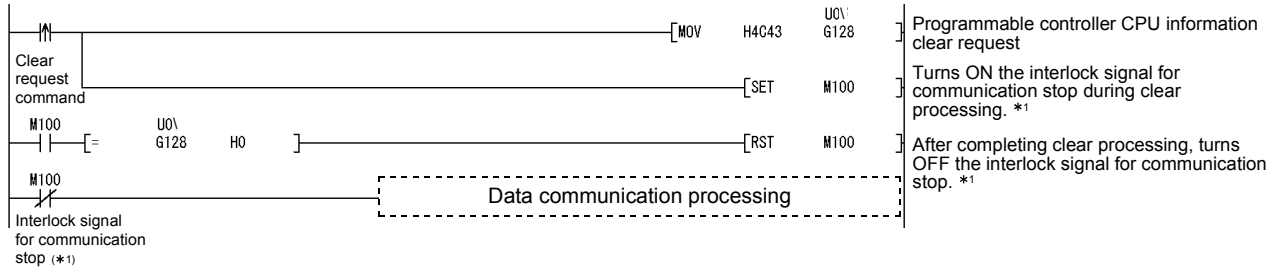 [MOV H4C43 U0\ G128 ]
Programmable controller CPU information
clear request
Clear
request
command
[SET M100 ]
Turns ON the interlock signal for
communication stop during clear
processing. *1
M100
[= U0\ G128 H0 ]
[RST M100 ]
After completing clear processing, turns
OFF the interlock signal for communication
stop. *1
M100
Data communication processing
Interlock signal
for communication
stop (*1)